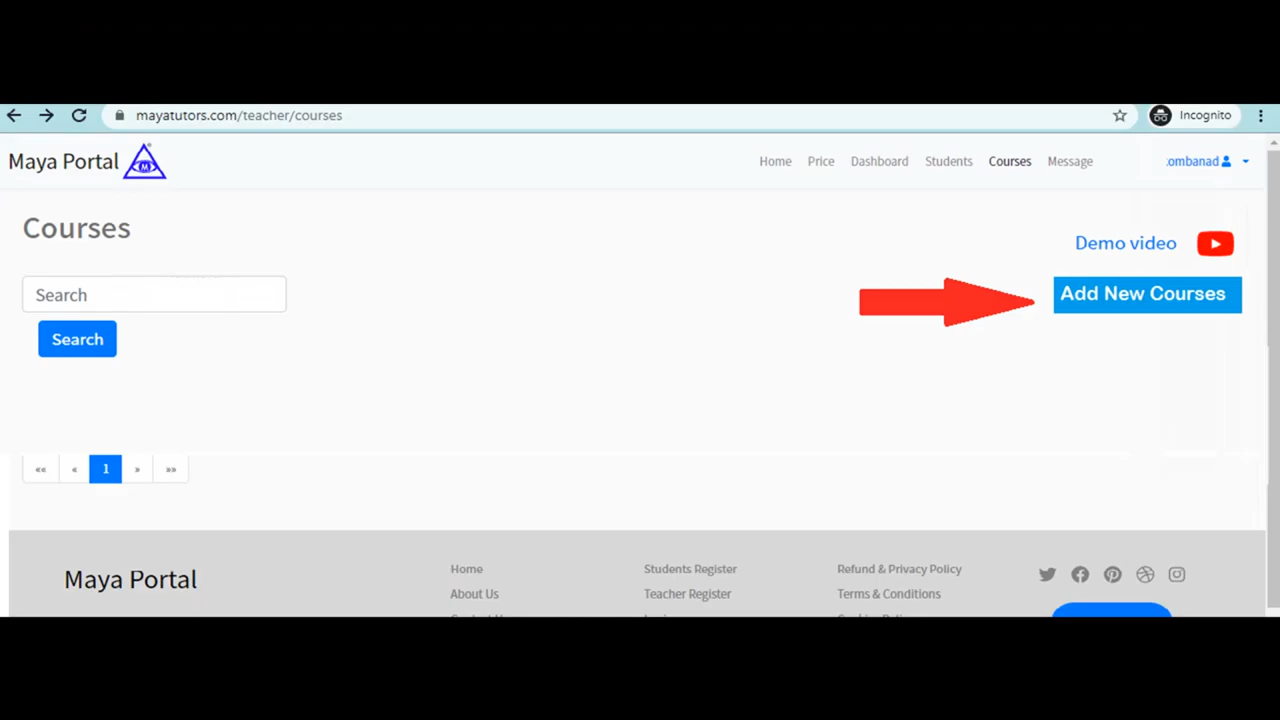 mayatutors.com/teacher/courses
Incognito
Maya Portal
M
Home Price Dashboard Students Courses Message
ombanad
Courses
Demo video
Search
Add New Courses
Search
«« « 1 » »»
Maya Portal
Home
Students Register
Refund & Privacy Policy
About Us
Teacher Register
Terms & Conditions